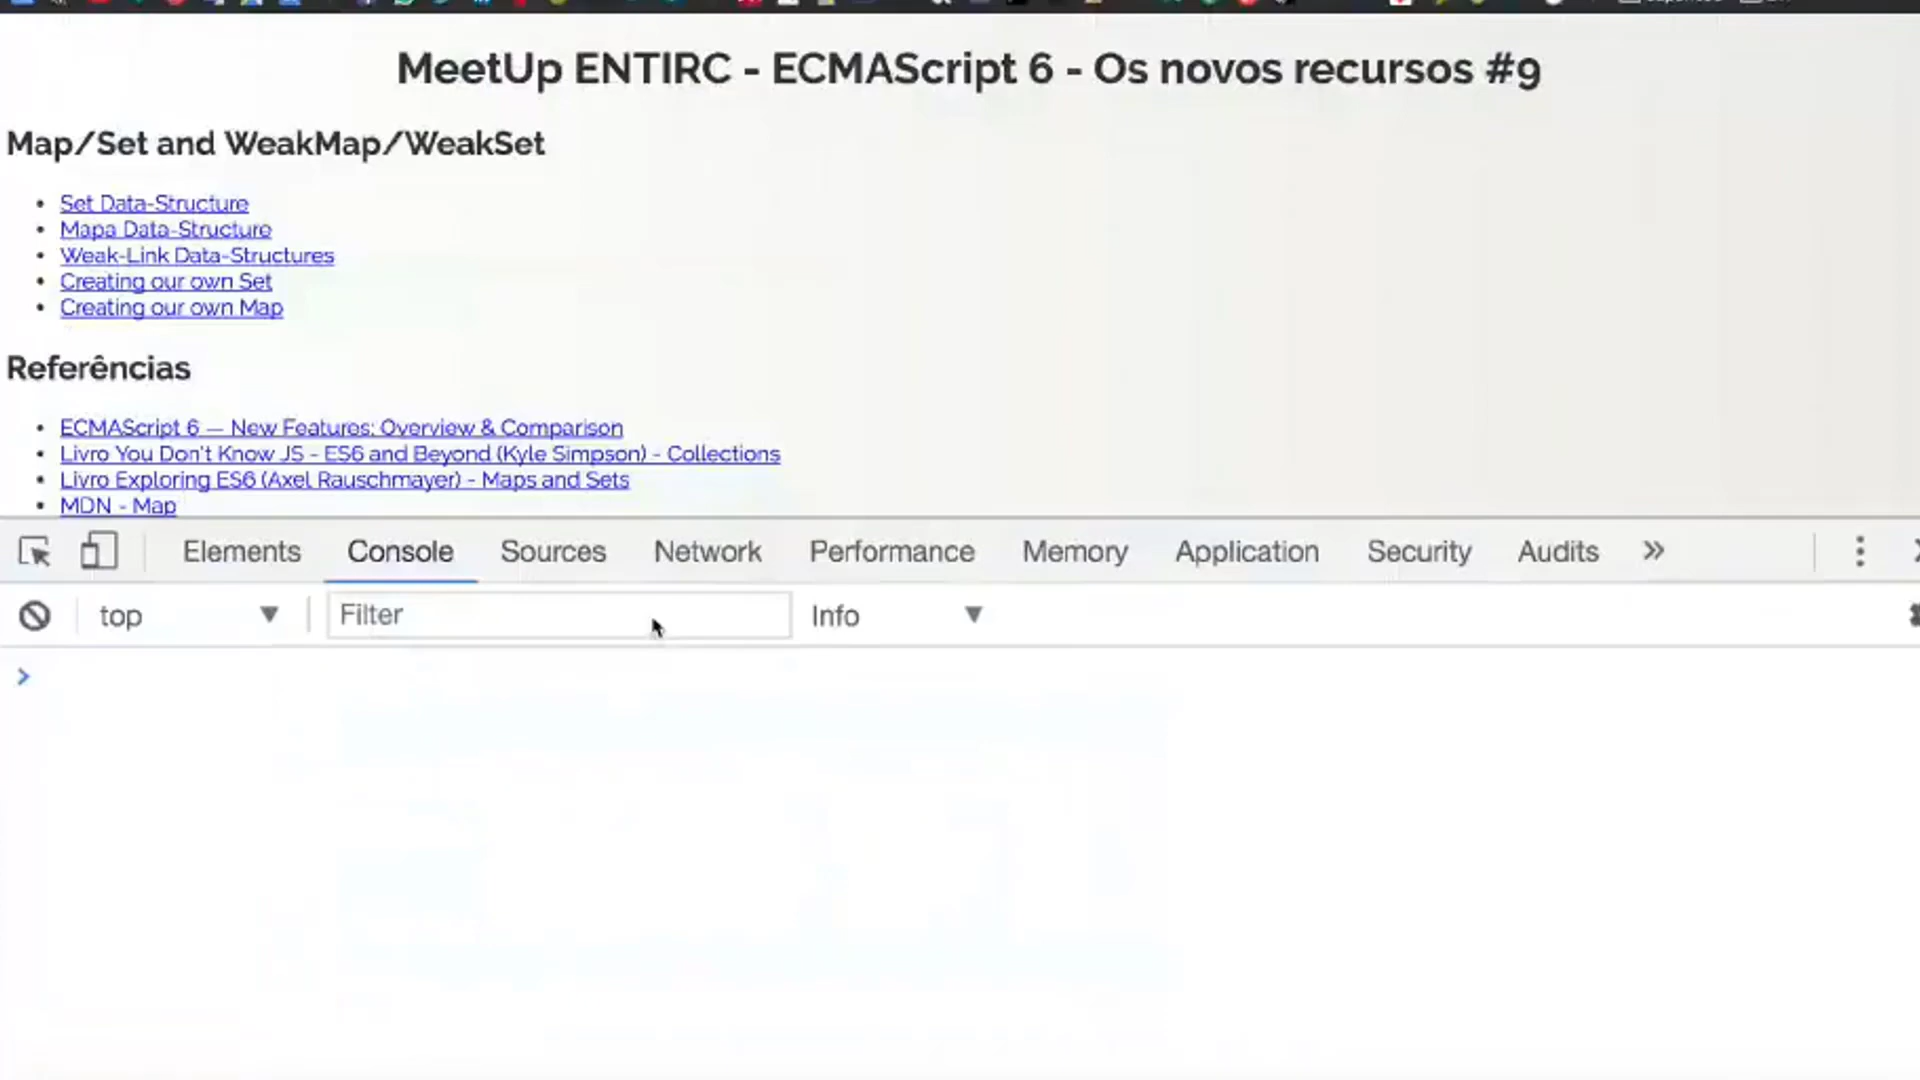 MeetUp ENTIRC - ECMAScript 6 - Os novos recursos #9
Map/Set and WeakMap/WeakSet
• Set Data-Structure
• Mapa Data-Structure
• Weak-Link Data-Structures
• Creating our own Set
• Creating our own Map
Referências
• ECMAScript 6 — New Features: Overview & Comparison
• Livro You Don't Know JS - ES6 and Beyond (Kyle Simpson) - Collections
• Livro Exploring ES6 (Axel Rauschmayer) - Maps and Sets
• MDN - Map
Elements Console Sources Network Performance Memory Application Security Audits »
top Filter Info
>